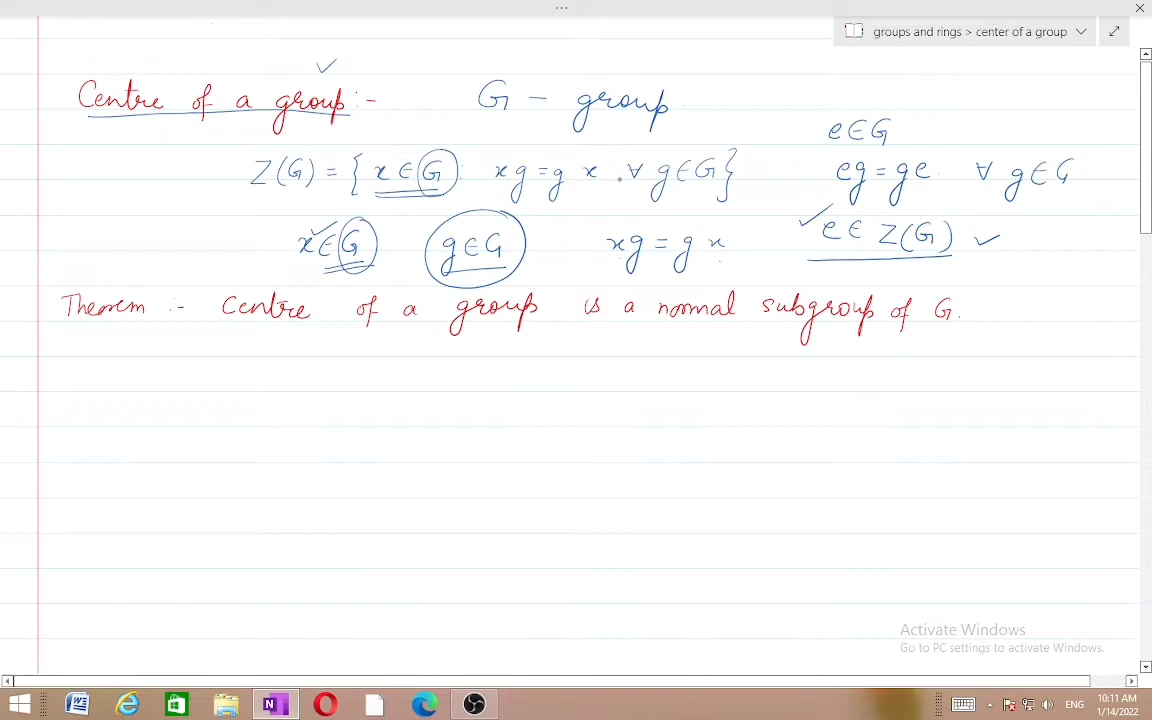 groups and rings > center of a group
Centre of a group :- G - group
e ∈ G
Z(G) = { x ∈ G : xg = g x ∀ g ∈ G }
eg = ge ∀ g ∈ G
x ∈ G g ∈ G xg = g x
e ∈ Z(G)
Theorem :- Centre of a group is a normal subgroup of G.
Activate Windows
Go to PC settings to activate Windows.
ENG
10:11 AM
1/14/2022